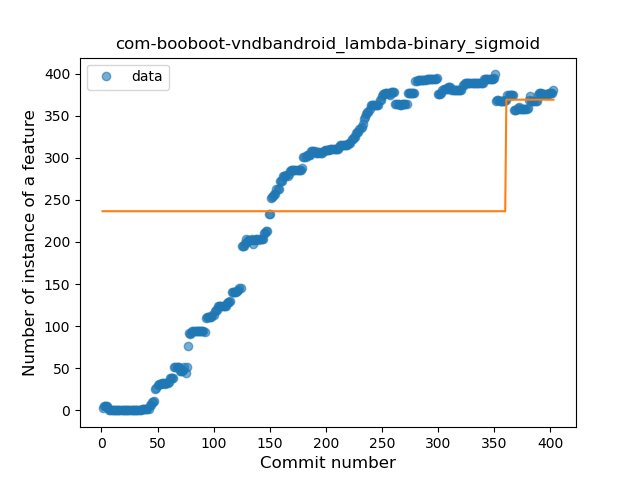 com-booboot-vndbandroid_lambda-binary_sigmoid
data
Number of instance of a feature
400
350
300
250
200
150
100
50
0
0 50 100 150 200 250 300 350 400
Commit number